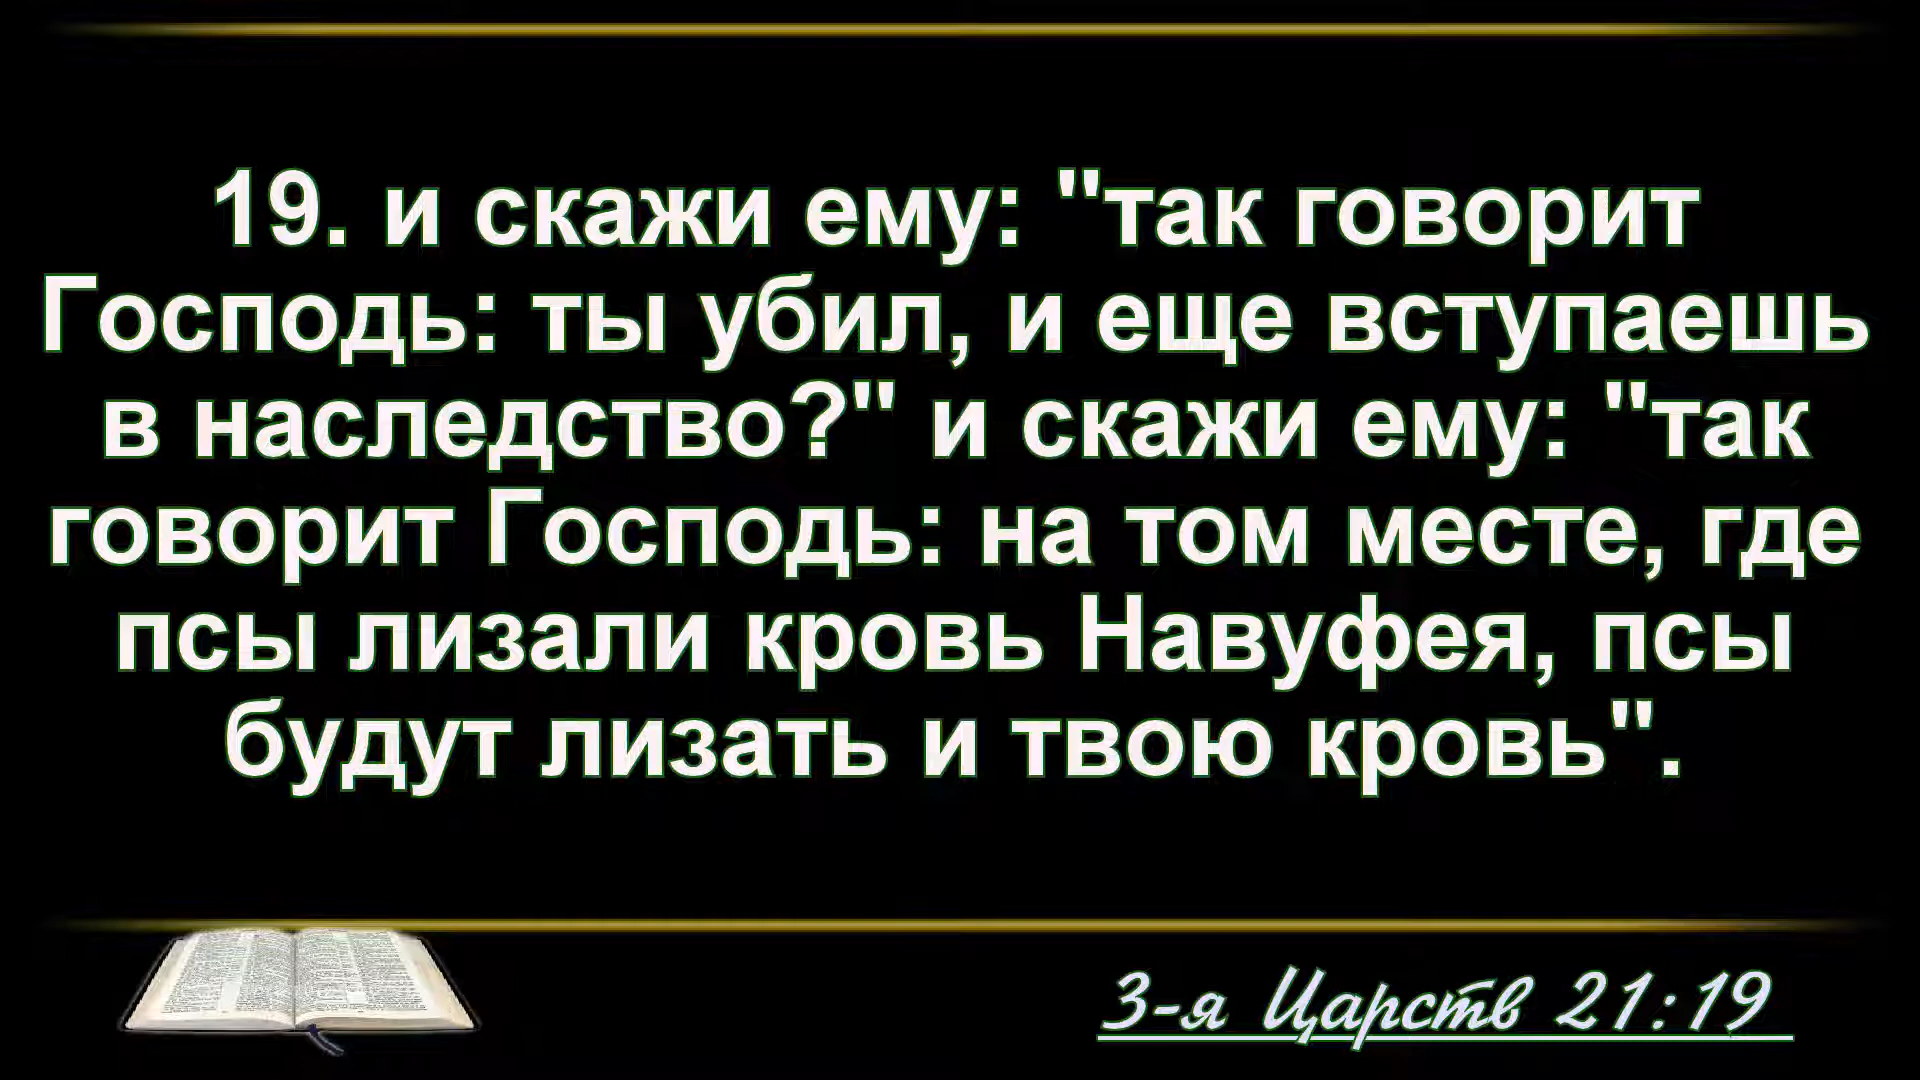 19. и скажи ему: "так говорит
Господь: ты убил, и еще вступаешь
в наследство?" и скажи ему: "так
говорит Господь: на том месте, где
псы лизали кровь Навуфея, псы
будут лизать и твою кровь".
3-я Царств 21:19